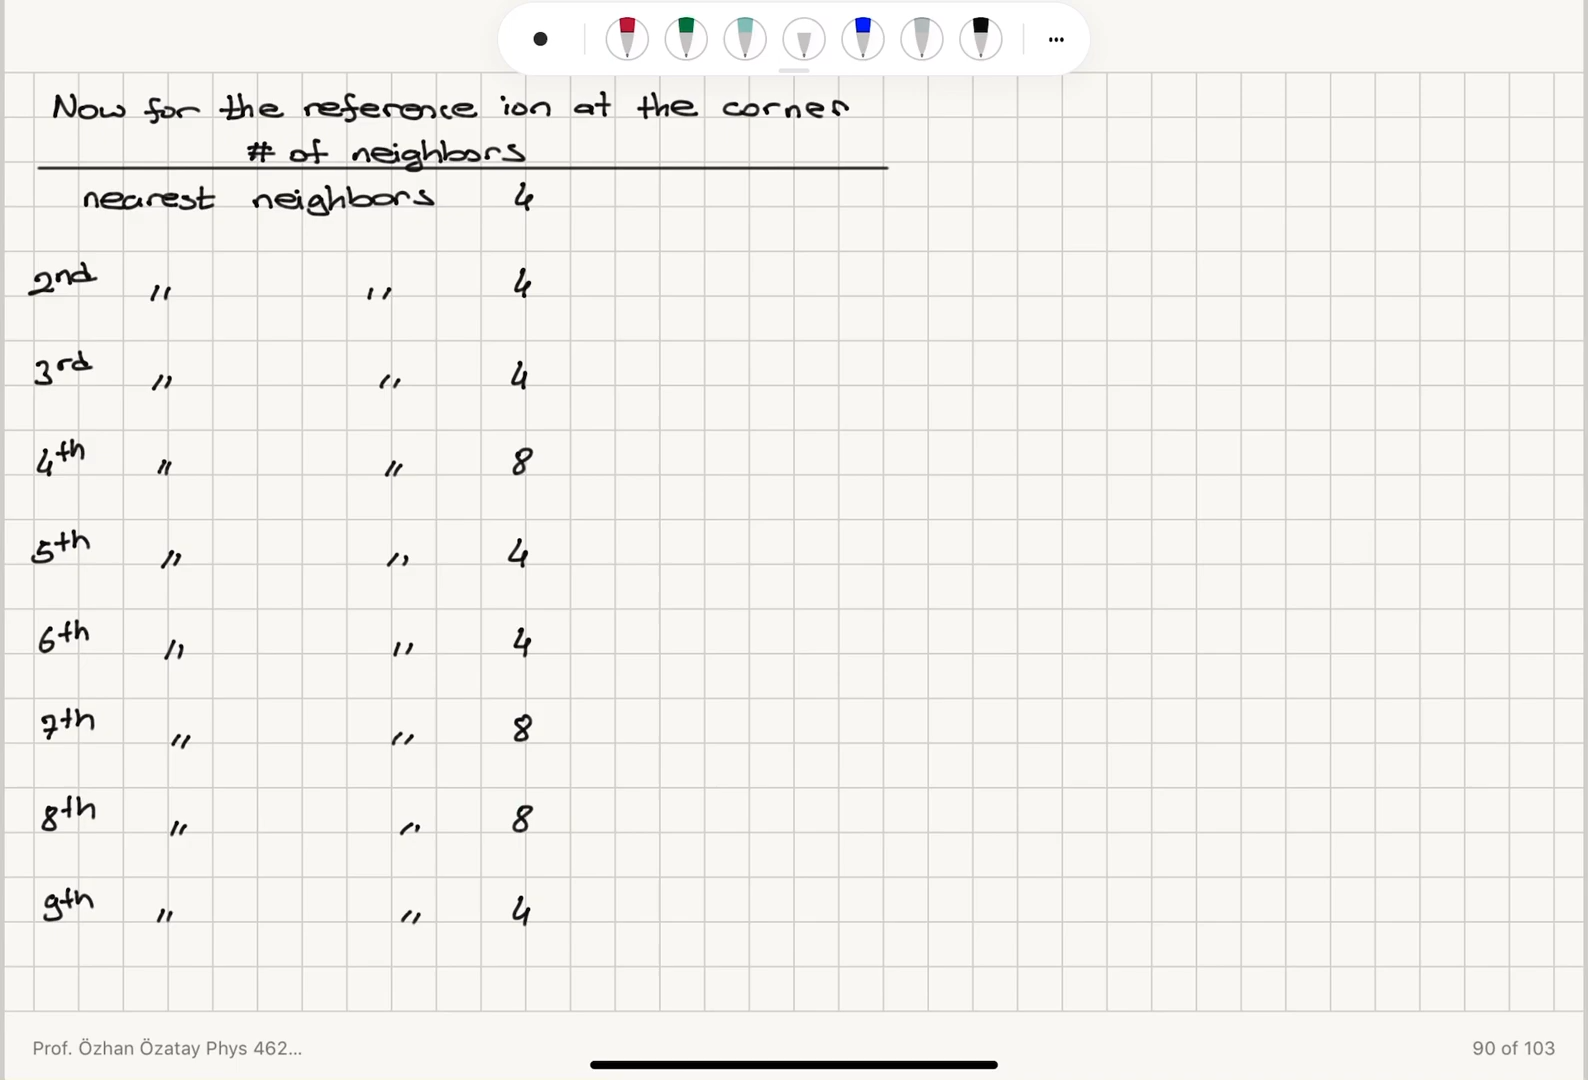 Now for the reference ion at the corner
# of neighbors
nearest neighbors 4
2nd " " 4
3rd " " 4
4th " " 8
5th " " 4
6th " " 4
7th " " 8
8th " " 8
9th " " 4
Prof. Özhan Özatay Phys 462...
90 of 103